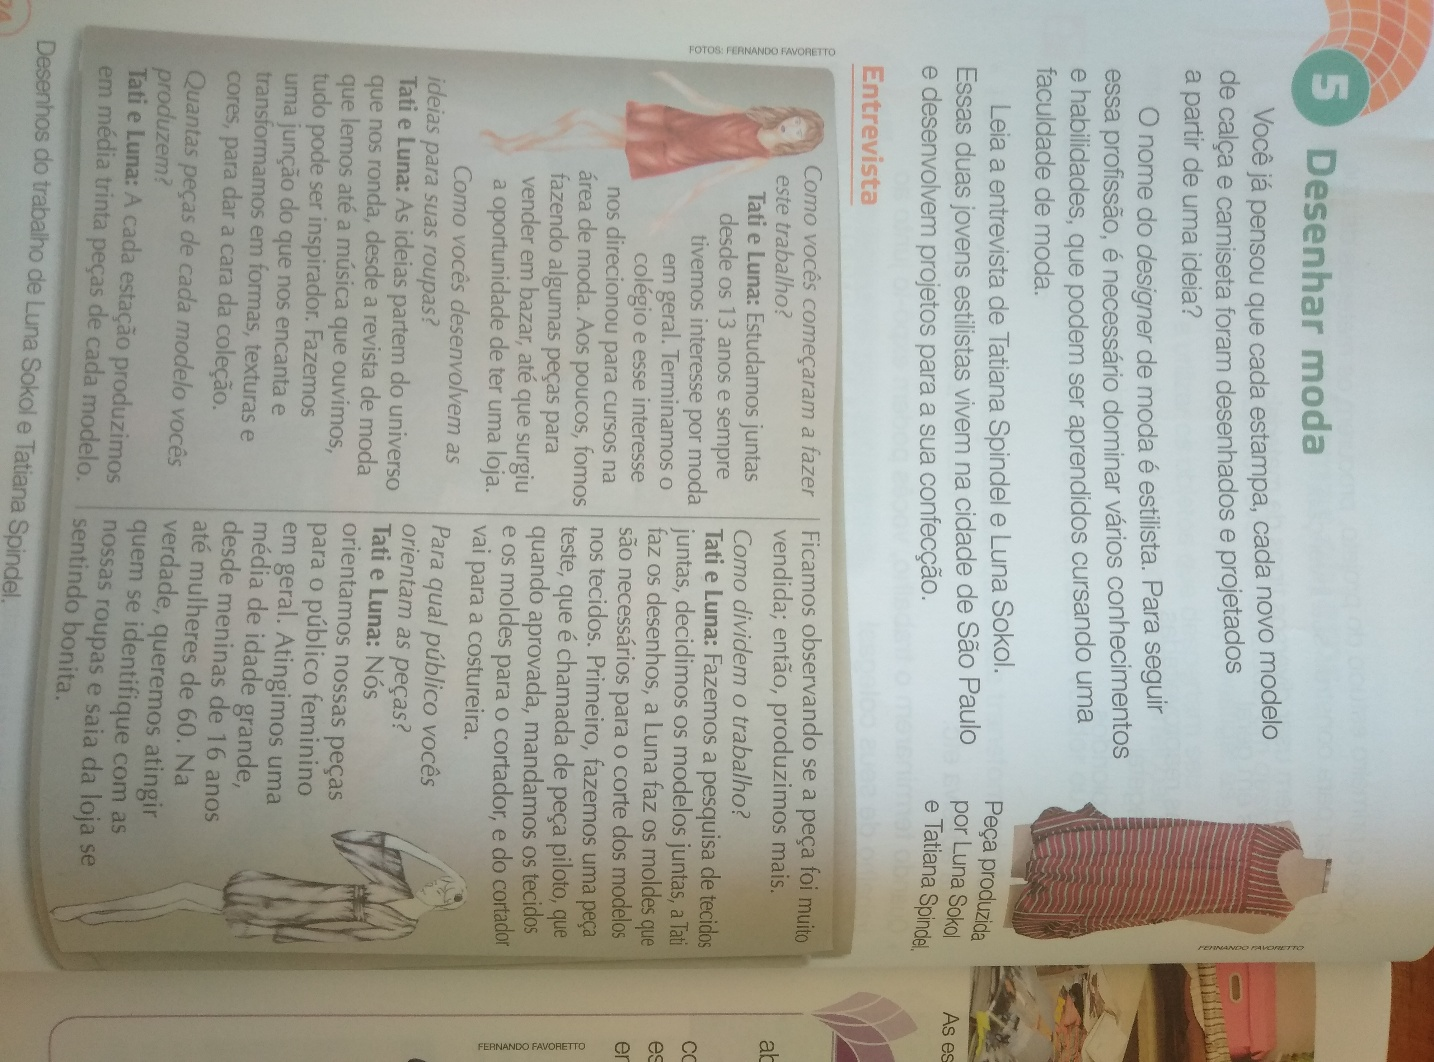 5 Desenhar moda
Você já pensou que cada estampa, cada novo modelo
de calça e camiseta foram desenhados e projetados
a partir de uma ideia?
O nome do designer de moda é estilista. Para seguir
essa profissão, é necessário dominar vários conhecimentos
e habilidades, que podem ser aprendidos cursando uma
faculdade de moda.
Leia a entrevista de Tatiana Spindel e Luna Sokol.
Essas duas jovens estilistas vivem na cidade de São Paulo
e desenvolvem projetos para a sua confecção.
FERNANDO FAVORETTO
Peça produzida
por Luna Sokol
e Tatiana Spindel.
Entrevista
FOTOS: FERNANDO FAVORETTO
Como vocês começaram a fazer
este trabalho?
Tati e Luna: Estudamos juntas
desde os 13 anos e sempre
tivemos interesse por moda
em geral. Terminamos o
colégio e esse interesse
nos direcionou para cursos na
área de moda. Aos poucos, fomos
fazendo algumas peças para
vender em bazar, até que surgiu
a oportunidade de ter uma loja.
Como vocês desenvolvem as
ideias para suas roupas?
Tati e Luna: As ideias partem do universo
que nos ronda, desde a revista de moda
que lemos até a música que ouvimos,
tudo pode ser inspirador. Fazemos
uma junção do que nos encanta e
transformamos em formas, texturas e
cores, para dar a cara da coleção.
Quantas peças de cada modelo vocês
produzem?
Tati e Luna: A cada estação produzimos
em média trinta peças de cada modelo.
Ficamos observando se a peça foi muito
vendida; então, produzimos mais.
Como dividem o trabalho?
Tati e Luna: Fazemos a pesquisa de tecidos
juntas, decidimos os modelos juntas, a Tati
faz os desenhos, a Luna faz os moldes que
são necessários para o corte dos modelos
nos tecidos. Primeiro, fazemos uma peça
teste, que é chamada de peça piloto, que
quando aprovada, mandamos os tecidos
e os moldes para o cortador, e do cortador
vai para a costureira.
Para qual público vocês
orientam as peças?
Tati e Luna: Nós
orientamos nossas peças
para o público feminino
em geral. Atingimos uma
média de idade grande,
desde meninas de 16 anos
até mulheres de 60. Na
verdade, queremos atingir
quem se identifique com as
nossas roupas e saia da loja se
sentindo bonita.
Desenhos do trabalho de Luna Sokol e Tatiana Spindel.
As es
ab
co
es
en
FERNANDO FAVORETTO